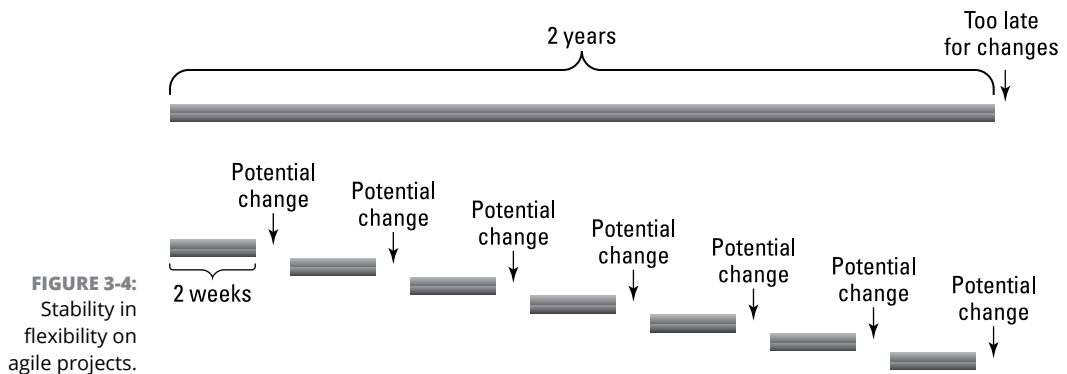 2 years
Too late
for changes
Potential
change
Potential
change
Potential
change
Potential
change
Potential
change
Potential
change
Potential
change
2 weeks
FIGURE 3-4:
Stability in
flexibility on
agile projects.